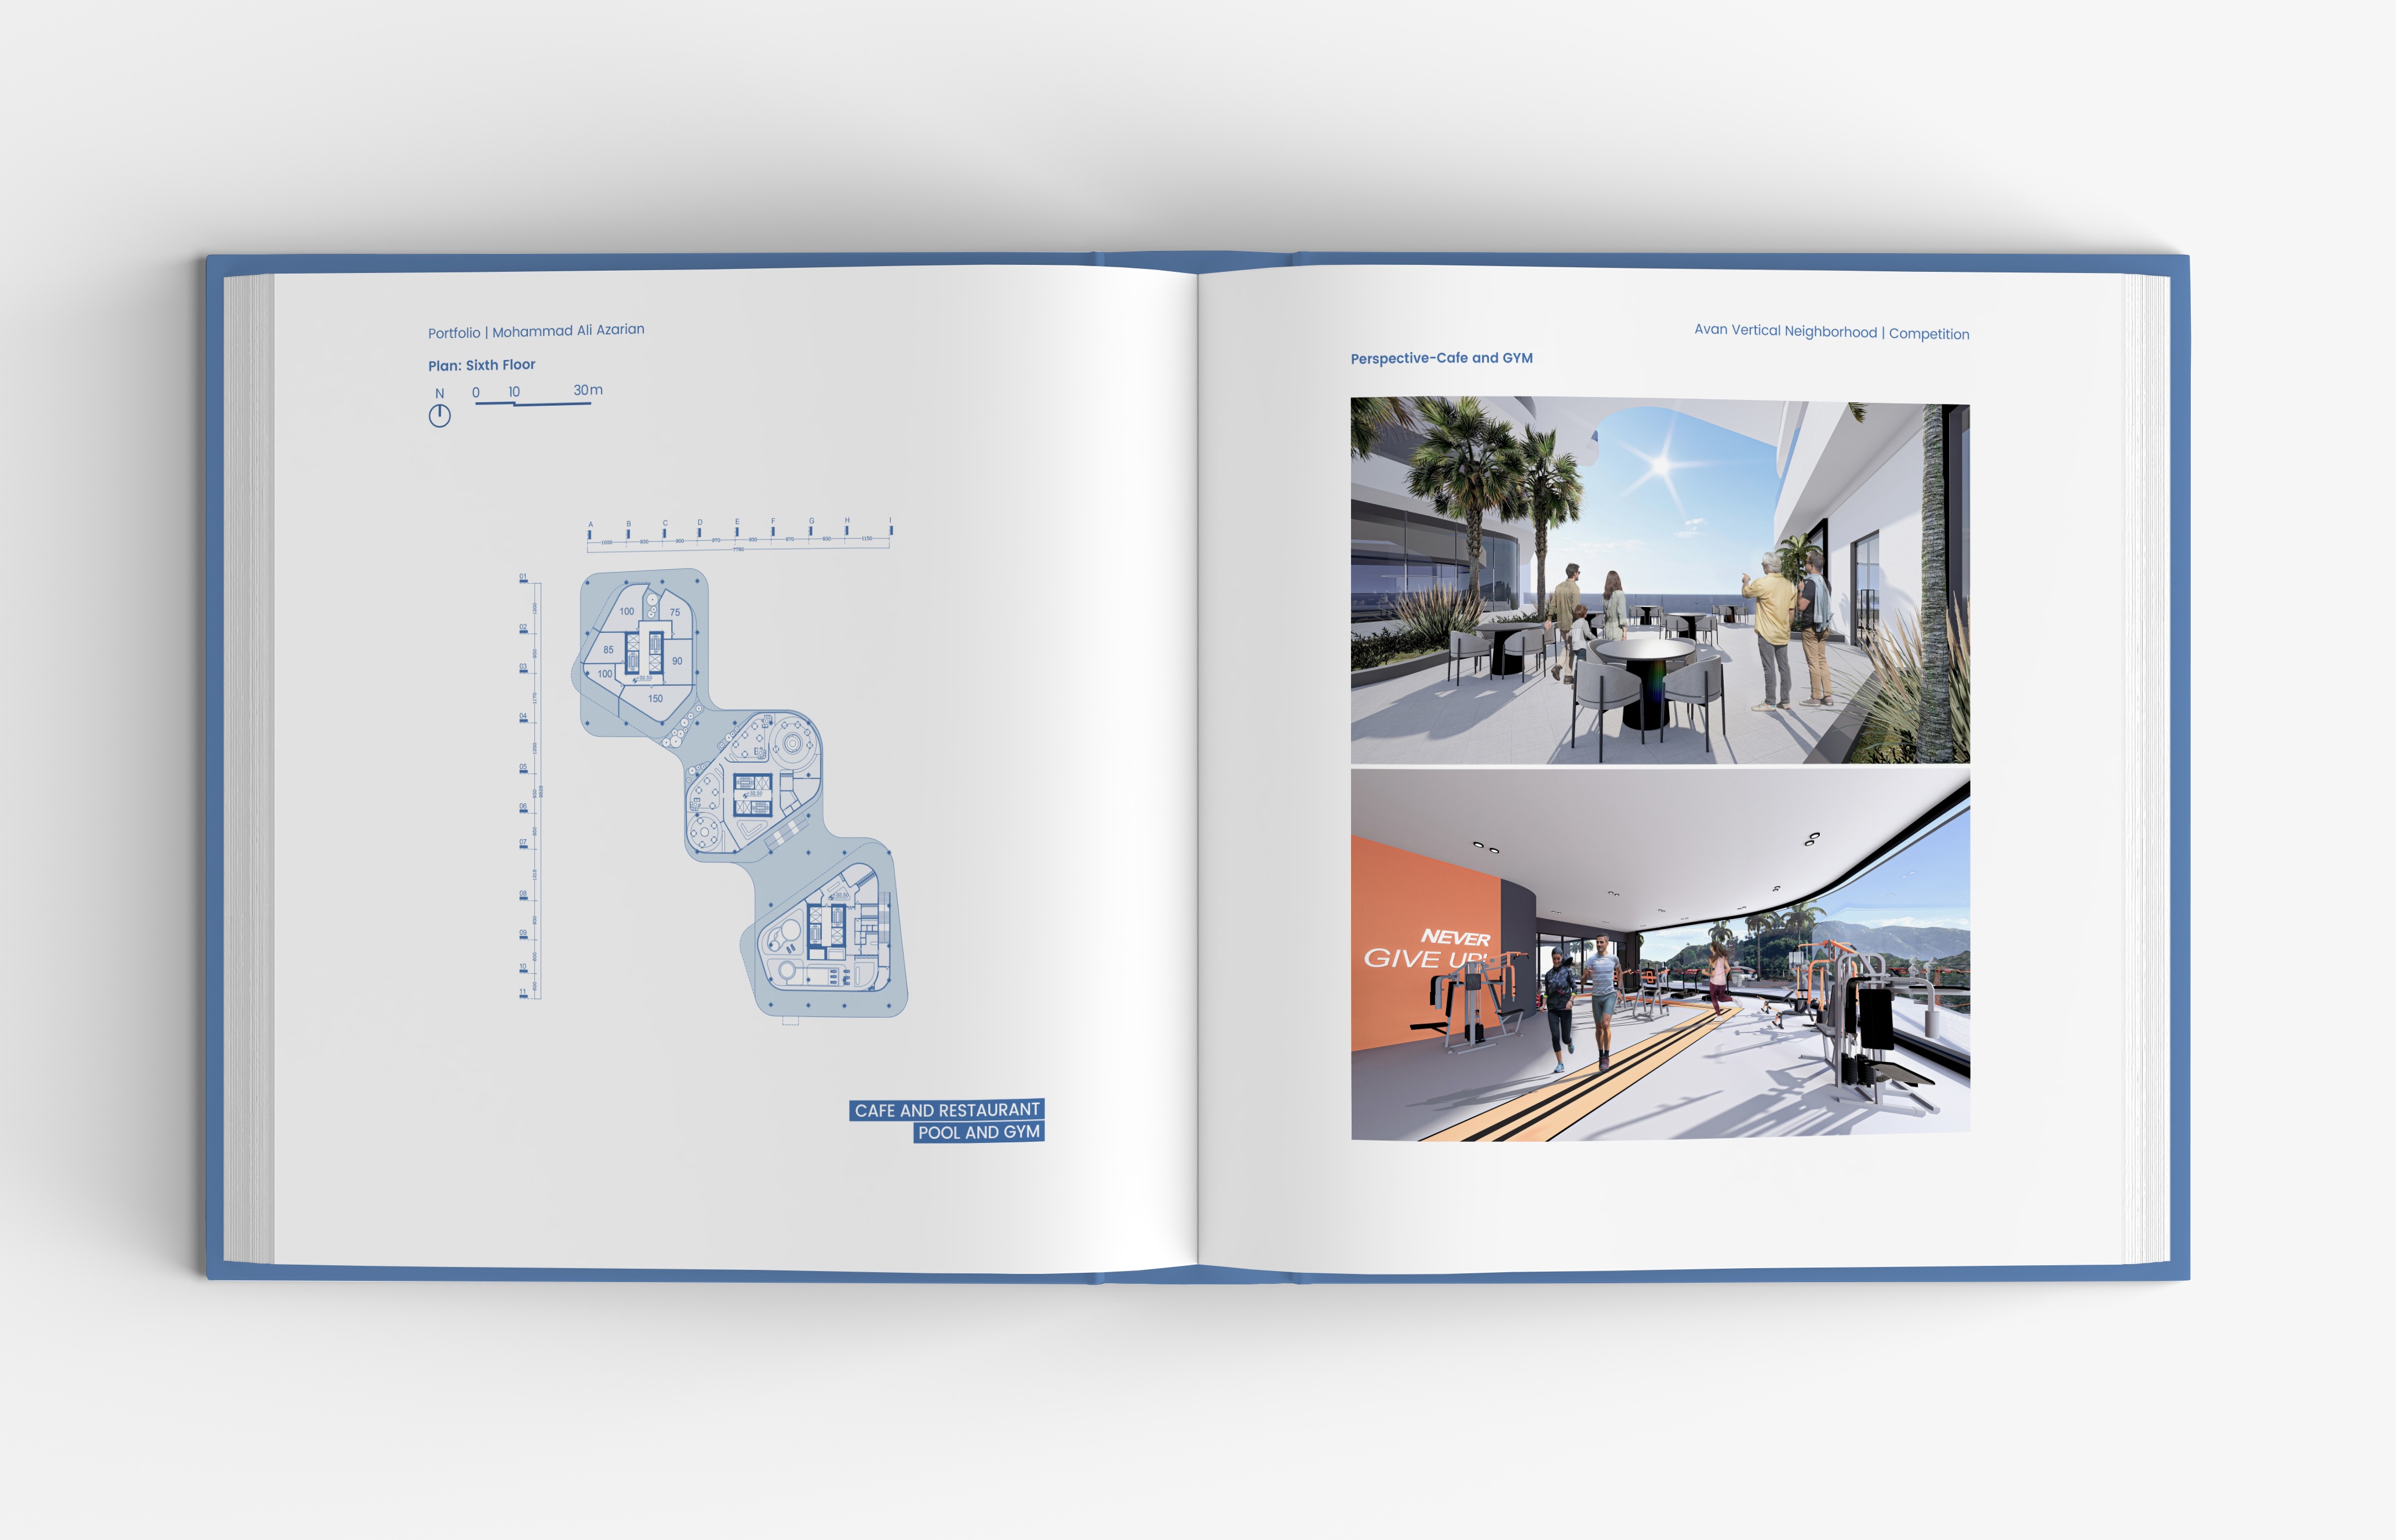 Portfolio | Mohammad Ali Azarian
Plan: Sixth Floor
N 0 10 30m
A B C D E F G H I
7780
01
02
03
04
05
06
07
08
09
10
11
100 75
85 90
100
150
CAFE AND RESTAURANT
POOL AND GYM
Avan Vertical Neighborhood | Competition
Perspective-Cafe and GYM
NEVER
GIVE UP!